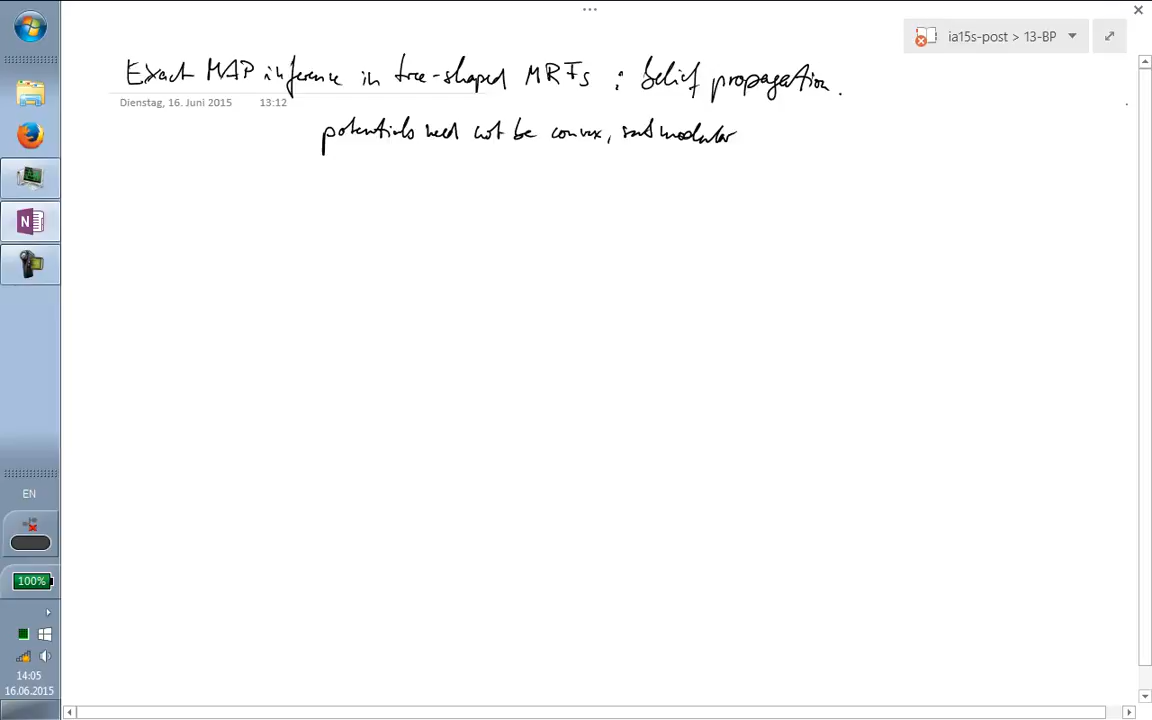 ia15s-post > 13-BP
Exact MAP inference in tree-shaped MRFs : belief propagation.
Dienstag, 16. Juni 2015 13:12
potentials need not be convex, submodular
EN
100%
14:05
16.06.2015